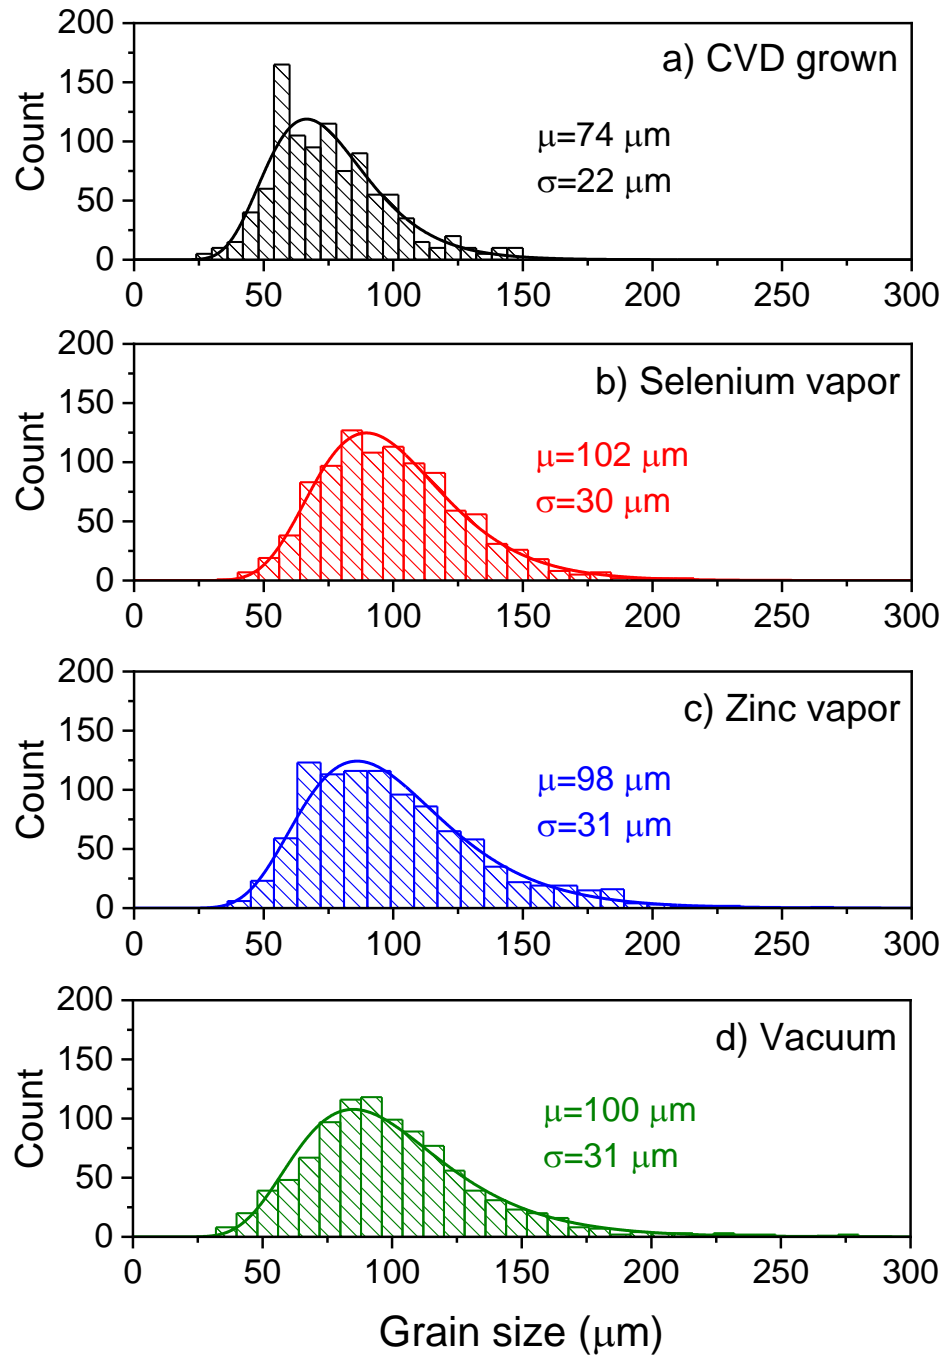 200
150
100
50
0
Count
a) CVD grown
μ=74 μm
σ=22 μm
0 50 100 150 200 250 300
200
150
100
50
0
Count
b) Selenium vapor
μ=102 μm
σ=30 μm
0 50 100 150 200 250 300
200
150
100
50
0
Count
c) Zinc vapor
μ=98 μm
σ=31 μm
0 50 100 150 200 250 300
200
150
100
50
0
Count
d) Vacuum
μ=100 μm
σ=31 μm
0 50 100 150 200 250 300
Grain size (μm)